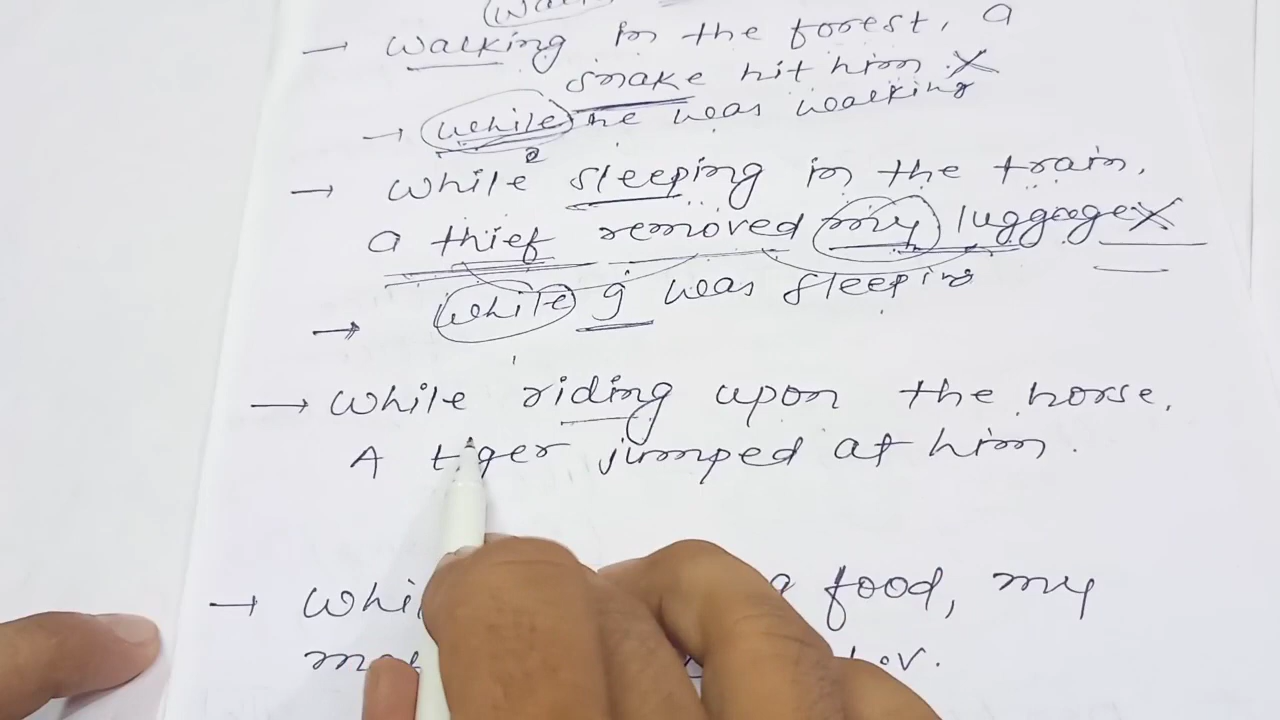 → Walking in the forest, a
snake hit him X
→ While he was walking
→ While sleeping in the train,
a thief removed my luggage X
→ While I was sleeping
→ While riding upon the horse,
A tiger jumped at him.
→ food, my